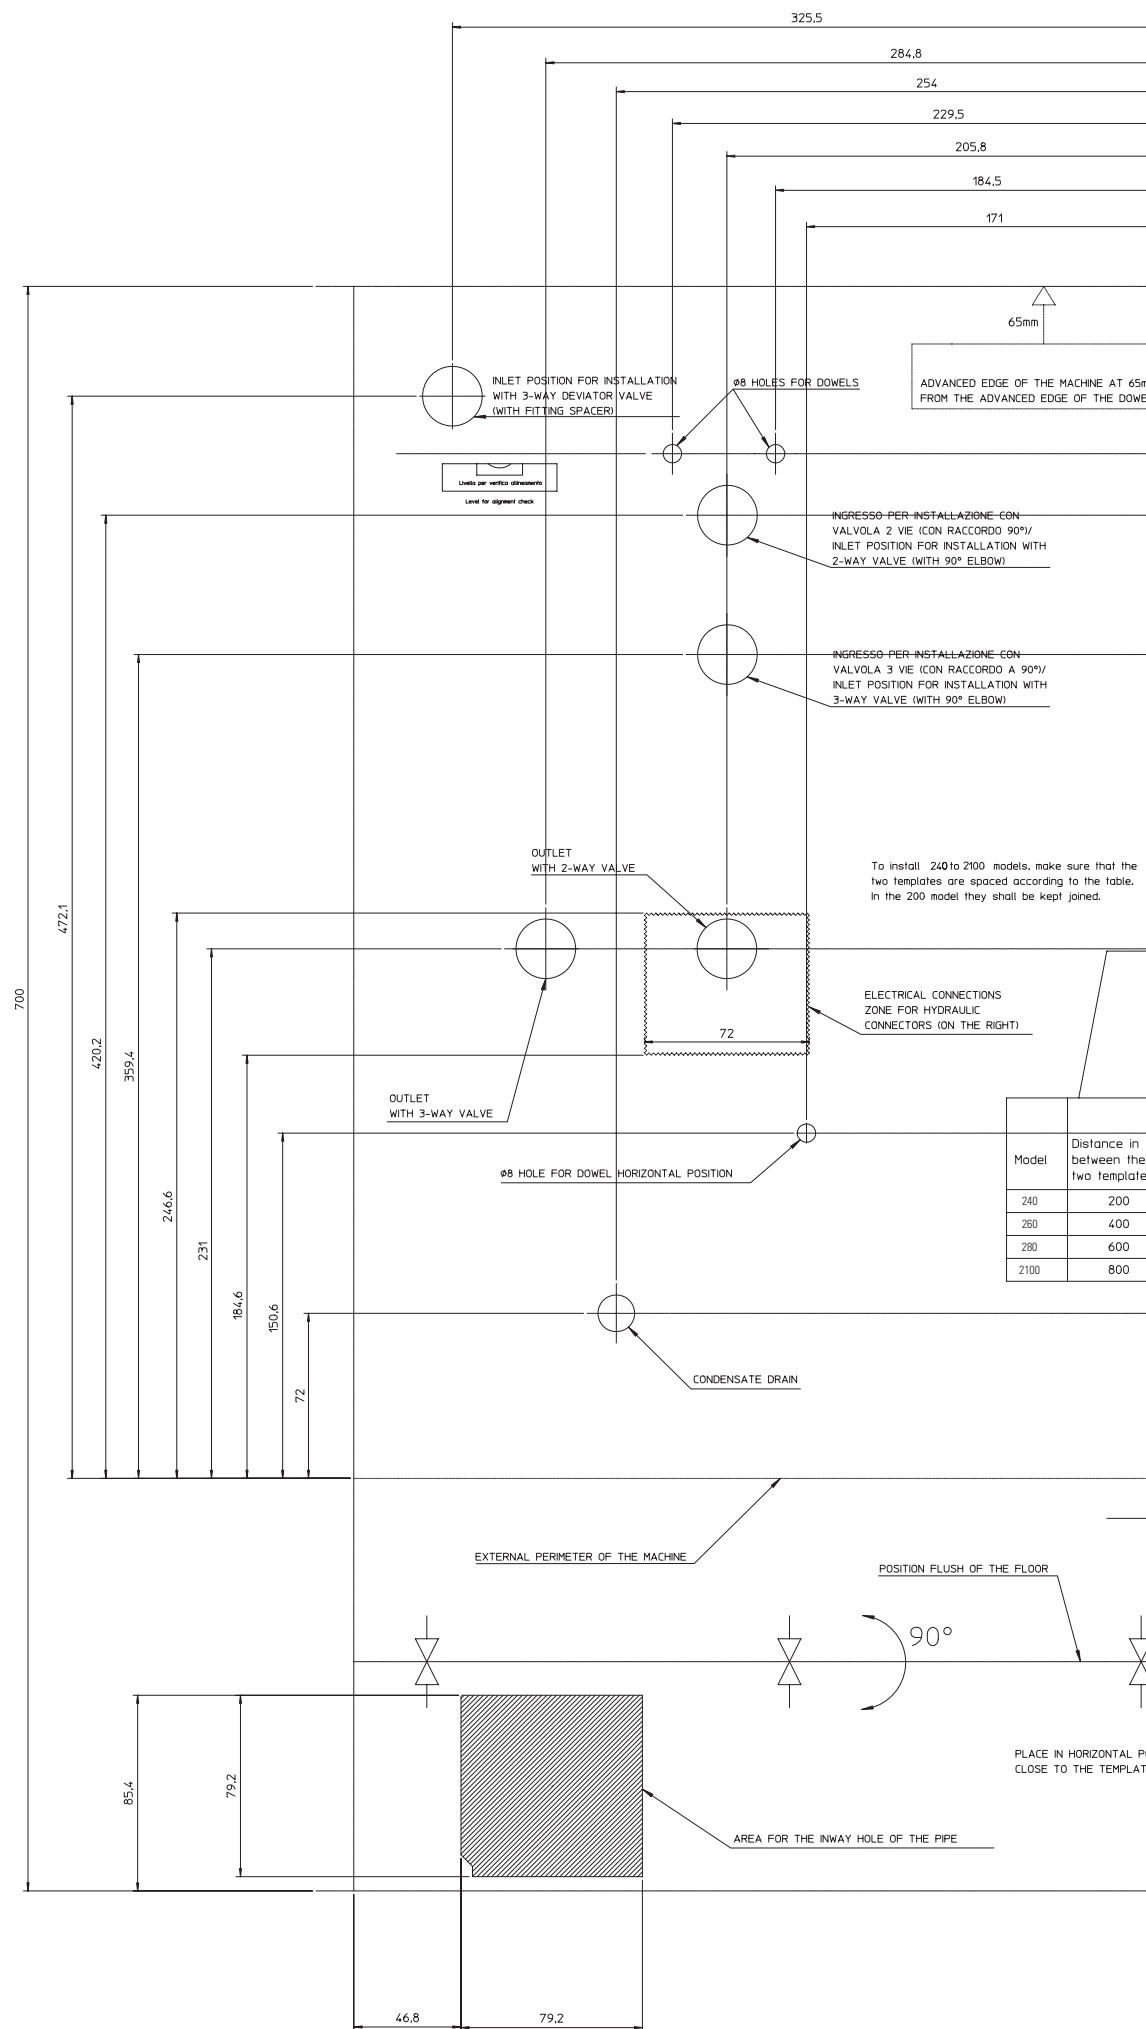 325,5
284,8
254
229,5
205,8
184,5
171
65mm
ADVANCED EDGE OF THE MACHINE AT 65m
FROM THE ADVANCED EDGE OF THE DOWE
INLET POSITION FOR INSTALLATION
WITH 3-WAY DEVIATOR VALVE
(WITH FITTING SPACER)
Ø8 HOLES FOR DOWELS
Livella per verifica allineamento
Level for alignment check
INGRESSO PER INSTALLAZIONE CON
VALVOLA 2 VIE (CON RACCORDO 90°)/
INLET POSITION FOR INSTALLATION WITH
2-WAY VALVE (WITH 90° ELBOW)
INGRESSO PER INSTALLAZIONE CON
VALVOLA 3 VIE (CON RACCORDO A 90°)/
INLET POSITION FOR INSTALLATION WITH
3-WAY VALVE (WITH 90° ELBOW)
OUTLET
WITH 2-WAY VALVE
To install 240 to 2100 models, make sure that the
two templates are spaced according to the table.
In the 200 model they shall be kept joined.
472,1
700
420,2
359,4
ELECTRICAL CONNECTIONS
ZONE FOR HYDRAULIC
CONNECTORS (ON THE RIGHT)
72
OUTLET
WITH 3-WAY VALVE
Ø8 HOLE FOR DOWEL HORIZONTAL POSITION
246,6
231
184,6
150,6
72
Model
Distance in
between the
two template
240 200
260 400
280 600
2100 800
CONDENSATE DRAIN
EXTERNAL PERIMETER OF THE MACHINE
POSITION FLUSH OF THE FLOOR
90°
PLACE IN HORIZONTAL PO
CLOSE TO THE TEMPLAT
85,4
79,2
AREA FOR THE INWAY HOLE OF THE PIPE
46,8
79,2